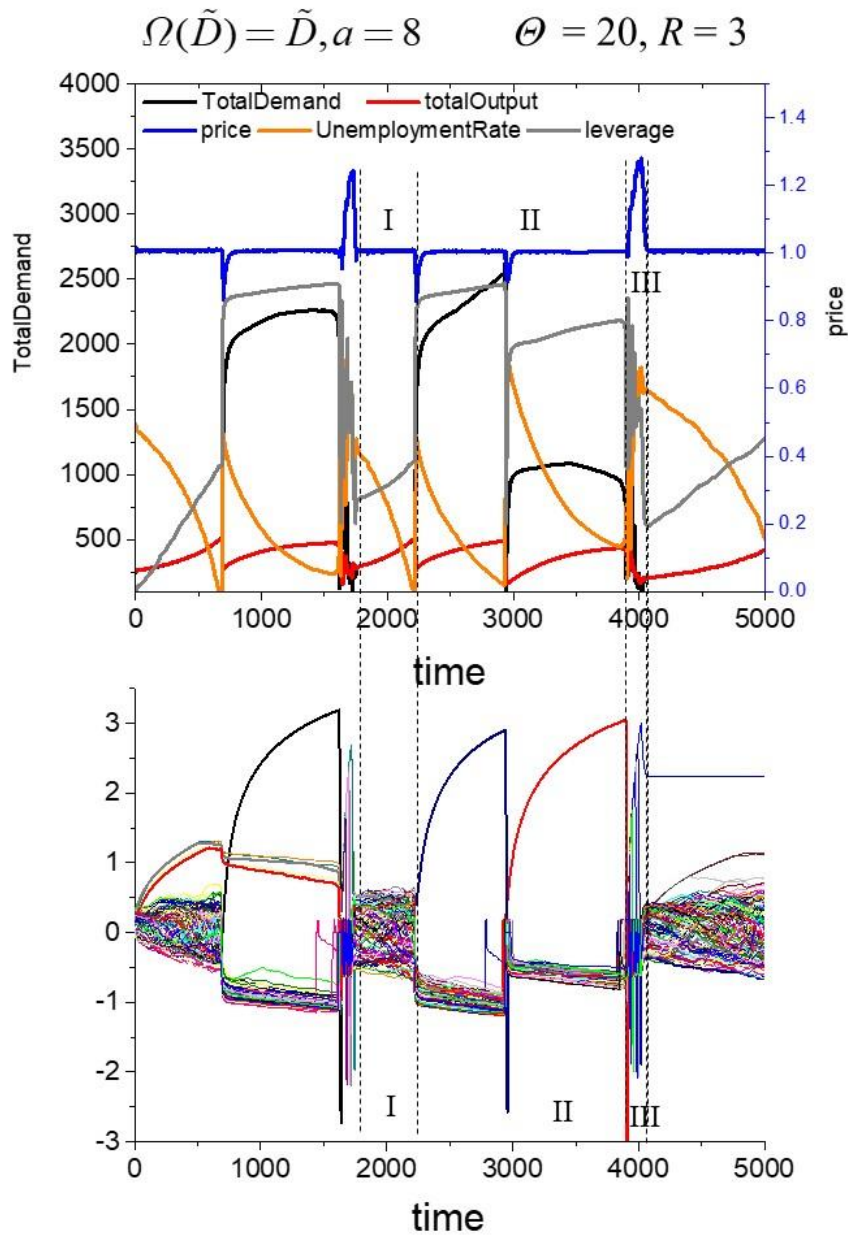 Ω(D̃) = D̃, a = 8 Θ = 20, R = 3
4000
3500
3000
2500
2000
1500
1000
500
TotalDemand
TotalDemand totalOutput
price UnemploymentRate leverage
I
II
III
1.4
1.2
1.0
0.8
0.6
0.4
0.2
0.0
price
0 1000 2000 3000 4000 5000
time
3
2
1
0
-1
-2
-3
I
II
III
0 1000 2000 3000 4000 5000
time